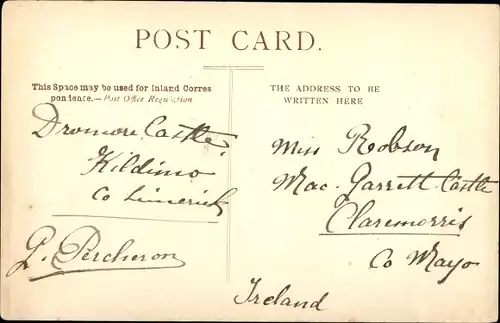 POST CARD.
This Space may be used for Inland Corres
pondence.—Post Office Regulation
THE ADDRESS TO BE
WRITTEN HERE
Dromore Castle,
Kildimo
Co Limerick
G. Percheron
Miss Robson
Mac. Garrett Castle
Claremorris
Co Mayo
Ireland